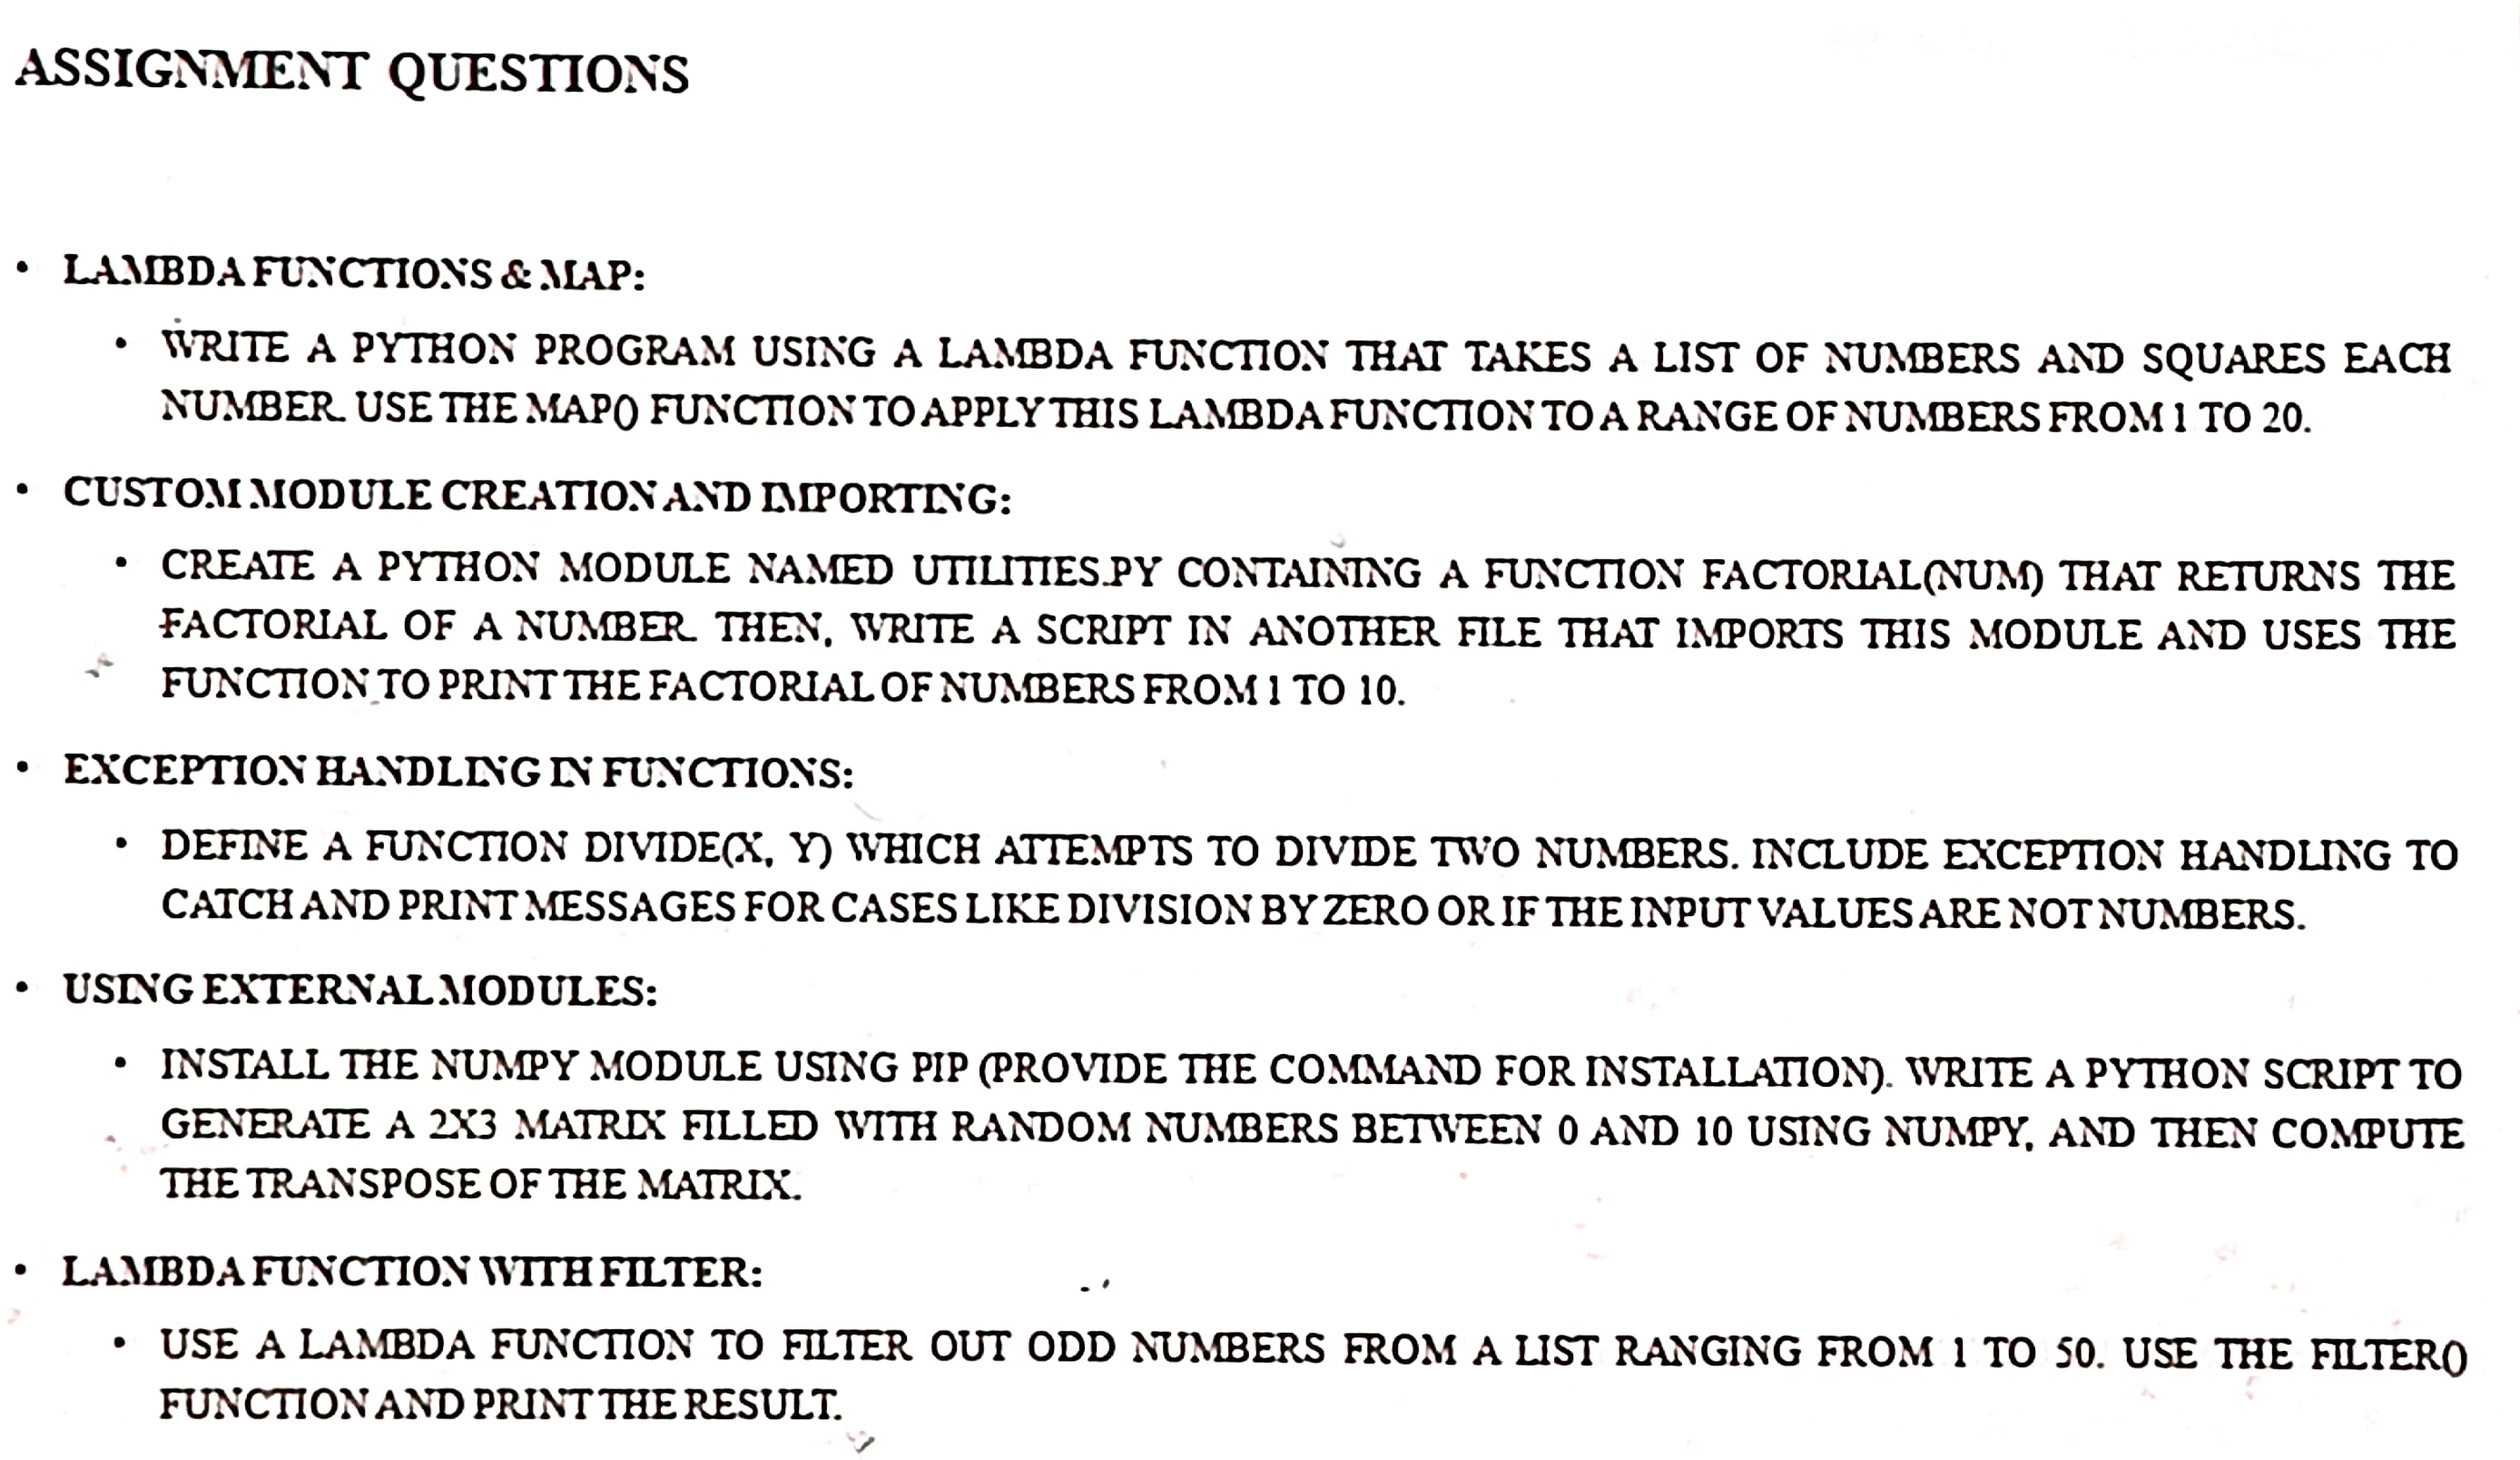 ASSIGNMENT QUESTIONS
• LAMBDA FUNCTIONS & MAP:
• WRITE A PYTHON PROGRAM USING A LAMBDA FUNCTION THAT TAKES A LIST OF NUMBERS AND SQUARES EACH
NUMBER. USE THE MAP() FUNCTION TO APPLY THIS LAMBDA FUNCTION TO A RANGE OF NUMBERS FROM 1 TO 20.
• CUSTOM MODULE CREATION AND IMPORTING:
• CREATE A PYTHON MODULE NAMED UTILITIES.PY CONTAINING A FUNCTION FACTORIAL(NUM) THAT RETURNS THE
FACTORIAL OF A NUMBER. THEN, WRITE A SCRIPT IN ANOTHER FILE THAT IMPORTS THIS MODULE AND USES THE
FUNCTION TO PRINT THE FACTORIAL OF NUMBERS FROM 1 TO 10.
• EXCEPTION HANDLING IN FUNCTIONS:
• DEFINE A FUNCTION DIVIDE(X, Y) WHICH ATTEMPTS TO DIVIDE TWO NUMBERS. INCLUDE EXCEPTION HANDLING TO
CATCH AND PRINT MESSAGES FOR CASES LIKE DIVISION BY ZERO OR IF THE INPUT VALUES ARE NOT NUMBERS.
• USING EXTERNAL MODULES:
• INSTALL THE NUMPY MODULE USING PIP (PROVIDE THE COMMAND FOR INSTALLATION). WRITE A PYTHON SCRIPT TO
GENERATE A 2X3 MATRIX FILLED WITH RANDOM NUMBERS BETWEEN 0 AND 10 USING NUMPY, AND THEN COMPUTE
THE TRANSPOSE OF THE MATRIX.
• LAMBDA FUNCTION WITH FILTER:
• USE A LAMBDA FUNCTION TO FILTER OUT ODD NUMBERS FROM A LIST RANGING FROM 1 TO 50. USE THE FILTER()
FUNCTION AND PRINT THE RESULT.